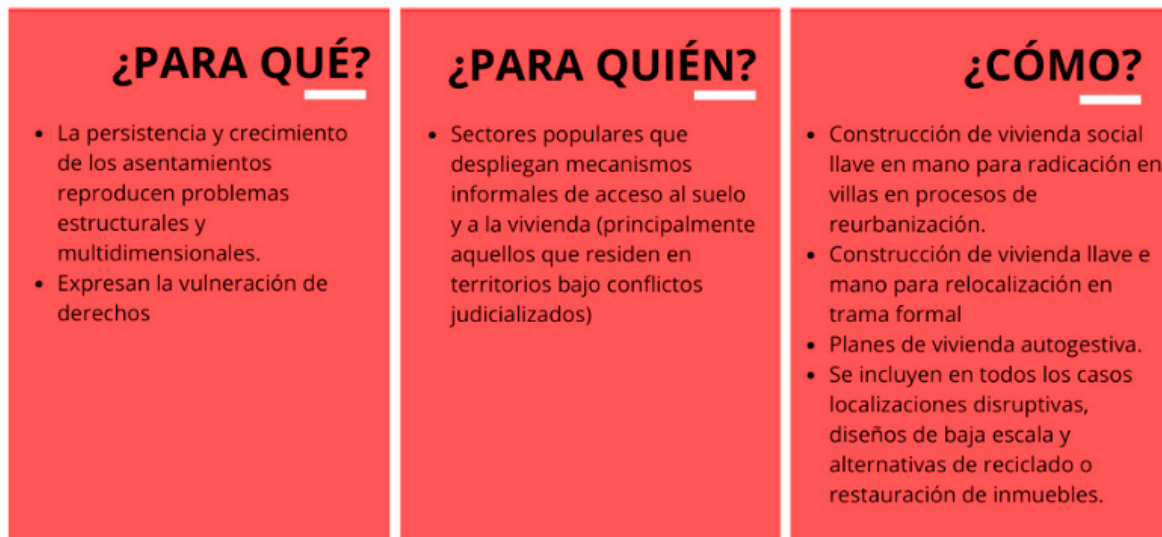 ¿PARA QUÉ?
• La persistencia y crecimiento
de los asentamientos
reproducen problemas
estructurales y
multidimensionales.
• Expresan la vulneración de
derechos
¿PARA QUIÉN?
• Sectores populares que
despliegan mecanismos
informales de acceso al suelo
y a la vivienda (principalmente
aquellos que residen en
territorios bajo conflictos
judicializados)
¿CÓMO?
• Construcción de vivienda social
llave en mano para radicación en
villas en procesos de
reurbanización.
• Construcción de vivienda llave e
mano para relocalización en
trama formal
• Planes de vivienda autogestiva.
• Se incluyen en todos los casos
localizaciones disruptivas,
diseños de baja escala y
alternativas de reciclado o
restauración de inmuebles.